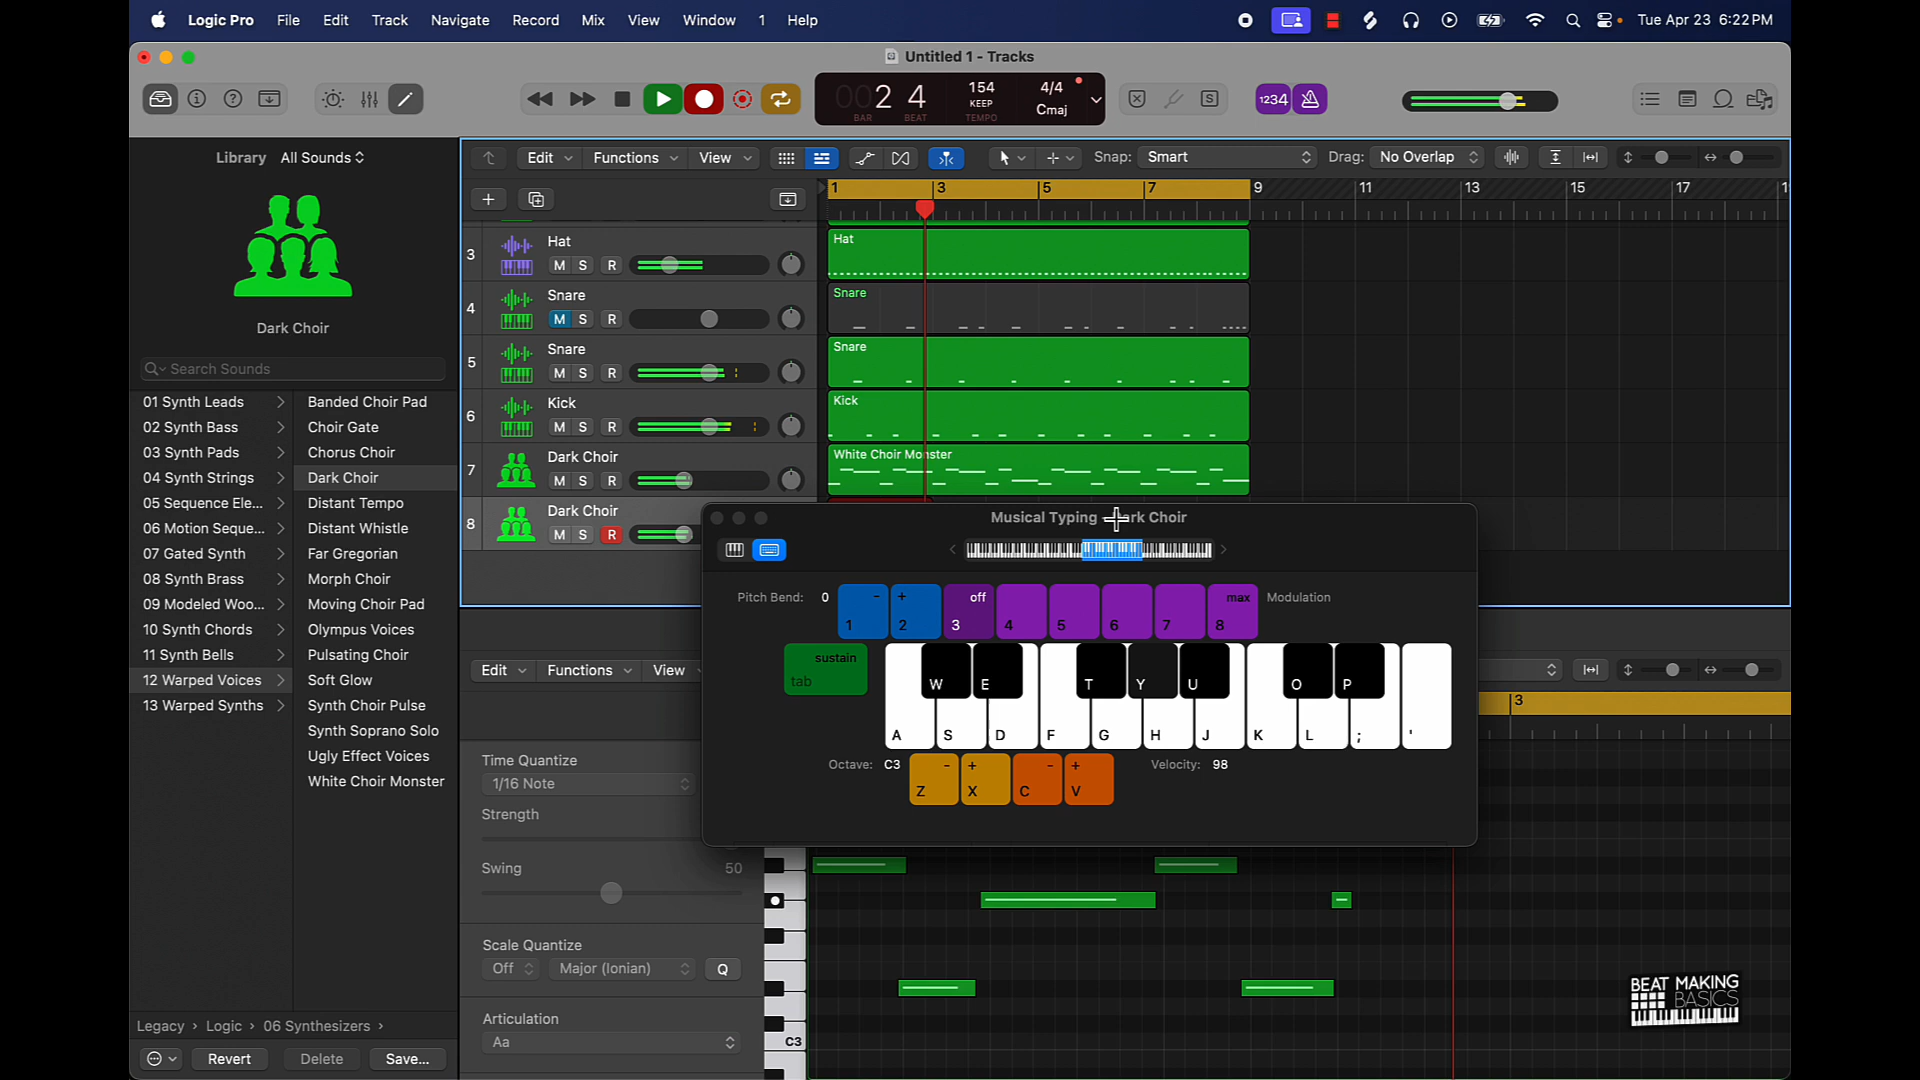 Logic Pro File Edit Track Navigate Record Mix View Window 1 Help
Tue Apr 23 6:22 PM
Untitled 1 - Tracks
002 4
BAR BEAT
154
KEEP
TEMPO
4/4
Cmaj
1234
Library All Sounds
Dark Choir
Search Sounds
01 Synth Leads
02 Synth Bass
03 Synth Pads
04 Synth Strings
05 Sequence Ele...
06 Motion Seque...
07 Gated Synth
08 Synth Brass
09 Modeled Woo...
10 Synth Chords
11 Synth Bells
12 Warped Voices
13 Warped Synths
Banded Choir Pad
Choir Gate
Chorus Choir
Dark Choir
Distant Tempo
Distant Whistle
Far Gregorian
Morph Choir
Moving Choir Pad
Olympus Voices
Pulsating Choir
Soft Glow
Synth Choir Pulse
Synth Soprano Solo
Ugly Effect Voices
White Choir Monster
Legacy > Logic > 06 Synthesizers >
Revert Delete Save...
Edit Functions View
Snap: Smart
Drag: No Overlap
1 3 5 7 9 11 13 15 17
3 Hat
M S R
4 Snare
M S R
5 Snare
M S R
6 Kick
M S R
7 Dark Choir
M S R
8 Dark Choir
M S R
Hat
Snare
Snare
Kick
White Choir Monster
Musical Typing
rk Choir
Pitch Bend: 0
- 1
+ 2
off 3
4
5
6
7
max 8
Modulation
sustain
tab
W E T Y U O P
A S D F G H J K L ; '
Octave: C3
- Z
+ X
- C
+ V
Velocity: 98
Edit Functions View
3
Time Quantize
1/16 Note
Strength
Swing 50
Scale Quantize
Off Major (Ionian) Q
Articulation
Aa
C3
BEAT MAKING
BASICS